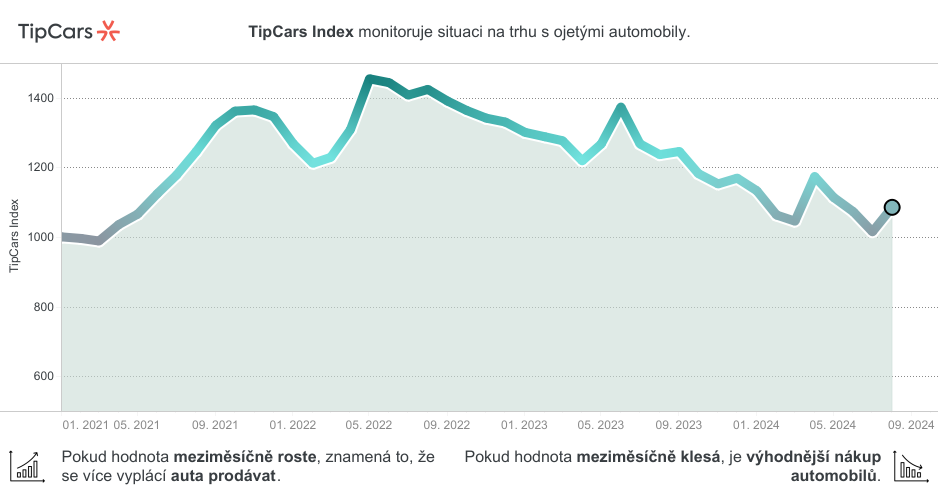 TipCars
TipCars Index monitoruje situaci na trhu s ojetými automobily.
TipCars Index
1400
1200
1000
800
600
01. 2021 05. 2021 09. 2021 01. 2022 05. 2022 09. 2022 01. 2023 05. 2023 09. 2023 01. 2024 05. 2024 09. 2024
Pokud hodnota meziměsíčně roste, znamená to, že
se více vyplácí auta prodávat.
Pokud hodnota meziměsíčně klesá, je výhodnější nákup
automobilů.